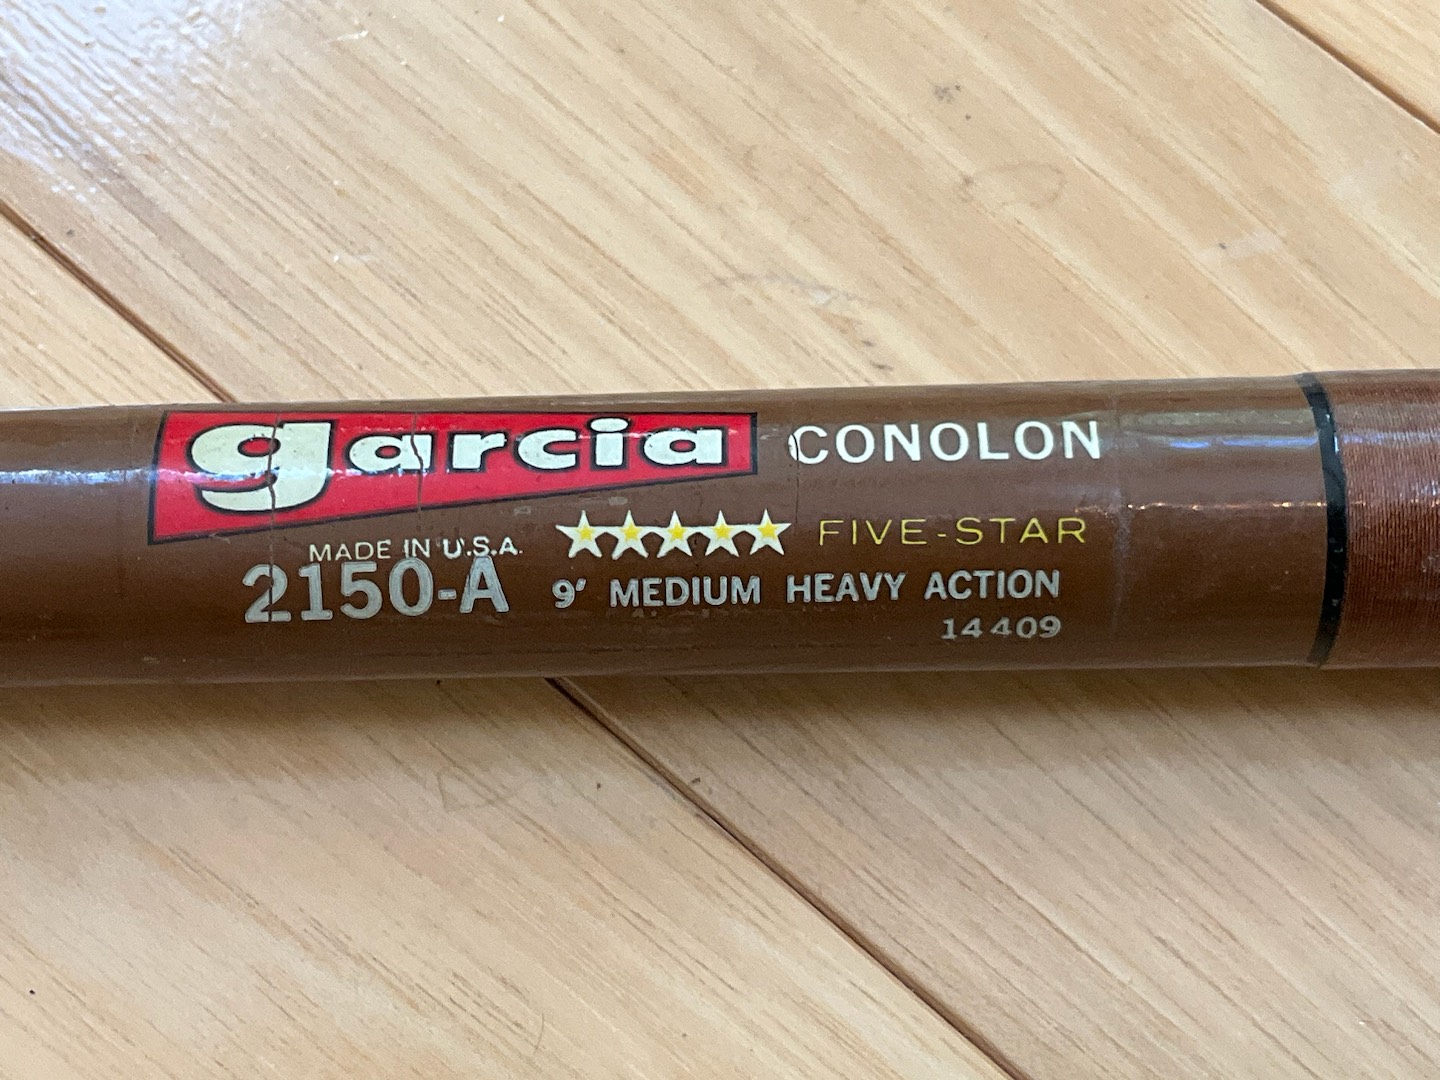 garcia CONOLON
MADE IN U.S.A. ★★★★★ FIVE-STAR
2150-A 9' MEDIUM HEAVY ACTION
14409